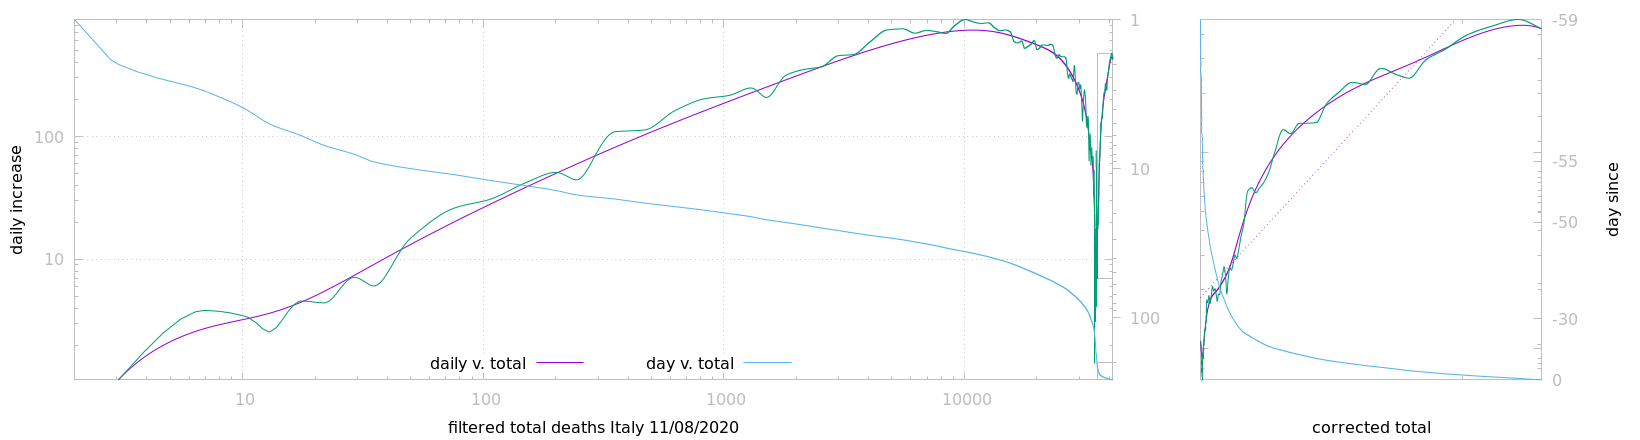 daily increase
100
10
10
100
1000
10000
1
10
100
daily v. total
day v. total
filtered total deaths Italy 11/08/2020
-59
-55
-50
-30
0
day since
corrected total